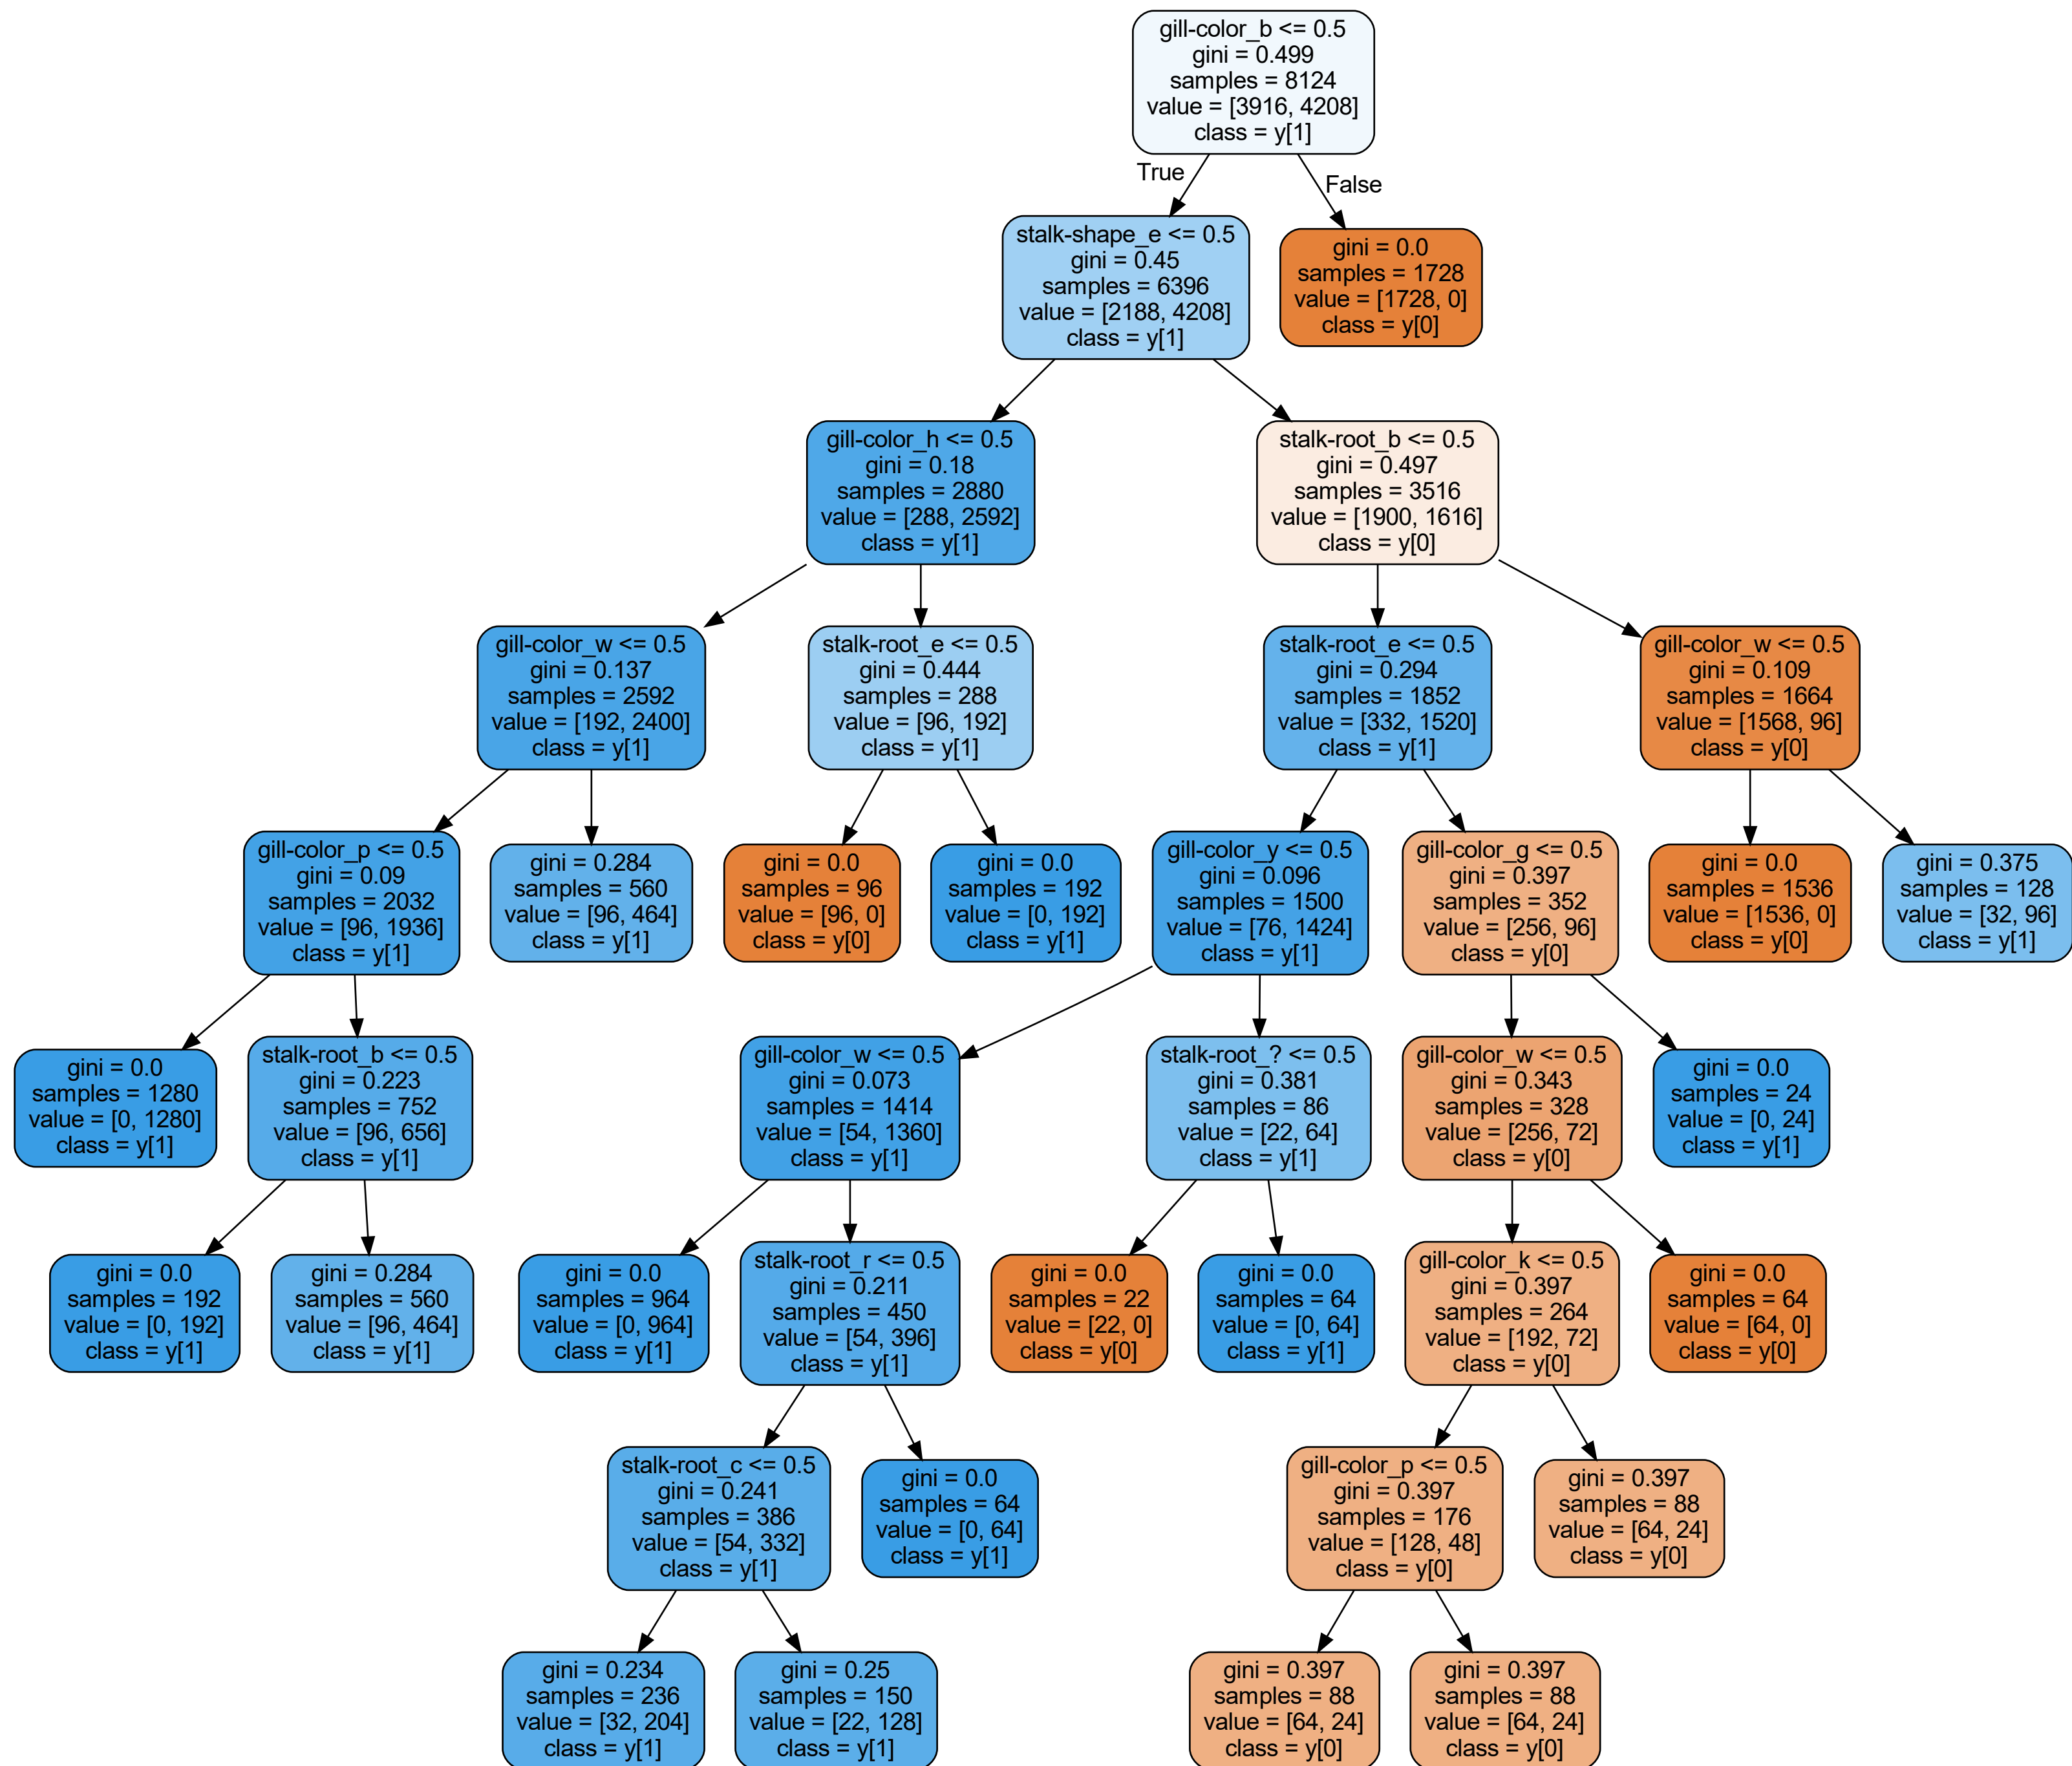 gill-color_b <= 0.5
gini = 0.499
samples = 8124
value = [3916, 4208]
class = y[1]
True
False
stalk-shape_e <= 0.5
gini = 0.45
samples = 6396
value = [2188, 4208]
class = y[1]
gini = 0.0
samples = 1728
value = [1728, 0]
class = y[0]
gill-color_h <= 0.5
gini = 0.18
samples = 2880
value = [288, 2592]
class = y[1]
stalk-root_b <= 0.5
gini = 0.497
samples = 3516
value = [1900, 1616]
class = y[0]
gill-color_w <= 0.5
gini = 0.137
samples = 2592
value = [192, 2400]
class = y[1]
stalk-root_e <= 0.5
gini = 0.444
samples = 288
value = [96, 192]
class = y[1]
stalk-root_e <= 0.5
gini = 0.294
samples = 1852
value = [332, 1520]
class = y[1]
gill-color_w <= 0.5
gini = 0.109
samples = 1664
value = [1568, 96]
class = y[0]
gill-color_p <= 0.5
gini = 0.09
samples = 2032
value = [96, 1936]
class = y[1]
gini = 0.284
samples = 560
value = [96, 464]
class = y[1]
gini = 0.0
samples = 96
value = [96, 0]
class = y[0]
gini = 0.0
samples = 192
value = [0, 192]
class = y[1]
gill-color_y <= 0.5
gini = 0.096
samples = 1500
value = [76, 1424]
class = y[1]
gill-color_g <= 0.5
gini = 0.397
samples = 352
value = [256, 96]
class = y[0]
gini = 0.0
samples = 1536
value = [1536, 0]
class = y[0]
gini = 0.375
samples = 128
value = [32, 96]
class = y[1]
gini = 0.0
samples = 1280
value = [0, 1280]
class = y[1]
stalk-root_b <= 0.5
gini = 0.223
samples = 752
value = [96, 656]
class = y[1]
gill-color_w <= 0.5
gini = 0.073
samples = 1414
value = [54, 1360]
class = y[1]
stalk-root_? <= 0.5
gini = 0.381
samples = 86
value = [22, 64]
class = y[1]
gill-color_w <= 0.5
gini = 0.343
samples = 328
value = [256, 72]
class = y[0]
gini = 0.0
samples = 24
value = [0, 24]
class = y[1]
gini = 0.0
samples = 192
value = [0, 192]
class = y[1]
gini = 0.284
samples = 560
value = [96, 464]
class = y[1]
gini = 0.0
samples = 964
value = [0, 964]
class = y[1]
stalk-root_r <= 0.5
gini = 0.211
samples = 450
value = [54, 396]
class = y[1]
gini = 0.0
samples = 22
value = [22, 0]
class = y[0]
gini = 0.0
samples = 64
value = [0, 64]
class = y[1]
gill-color_k <= 0.5
gini = 0.397
samples = 264
value = [192, 72]
class = y[0]
gini = 0.0
samples = 64
value = [64, 0]
class = y[0]
stalk-root_c <= 0.5
gini = 0.241
samples = 386
value = [54, 332]
class = y[1]
gini = 0.0
samples = 64
value = [0, 64]
class = y[1]
gill-color_p <= 0.5
gini = 0.397
samples = 176
value = [128, 48]
class = y[0]
gini = 0.397
samples = 88
value = [64, 24]
class = y[0]
gini = 0.234
samples = 236
value = [32, 204]
class = y[1]
gini = 0.25
samples = 150
value = [22, 128]
class = y[1]
gini = 0.397
samples = 88
value = [64, 24]
class = y[0]
gini = 0.397
samples = 88
value = [64, 24]
class = y[0]